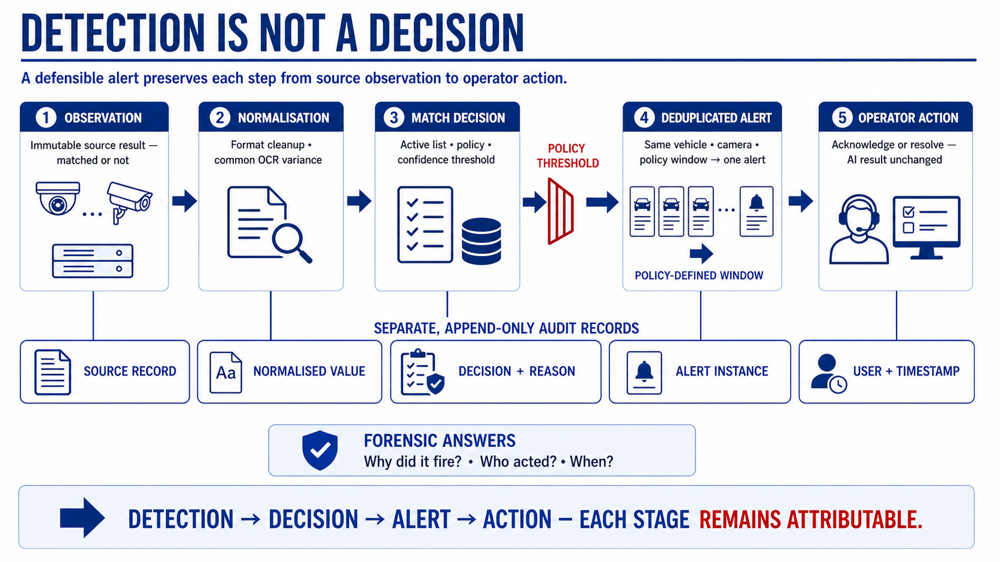 DETECTION IS NOT A DECISION
A defensible alert preserves each step from source observation to operator action.
1 OBSERVATION
Immutable source result —
matched or not
2 NORMALISATION
Format cleanup •
common OCR variance
3 MATCH DECISION
Active list • policy •
confidence threshold
POLICY
THRESHOLD
4 DEDUPLICATED ALERT
Same vehicle • camera •
policy window → one alert
POLICY-DEFINED WINDOW
5 OPERATOR ACTION
Acknowledge or resolve —
AI result unchanged
SEPARATE, APPEND-ONLY AUDIT RECORDS
SOURCE RECORD
Aa NORMALISED VALUE
DECISION + REASON
ALERT INSTANCE
USER + TIMESTAMP
FORENSIC ANSWERS
Why did it fire? • Who acted? • When?
DETECTION → DECISION → ALERT → ACTION – EACH STAGE REMAINS ATTRIBUTABLE.